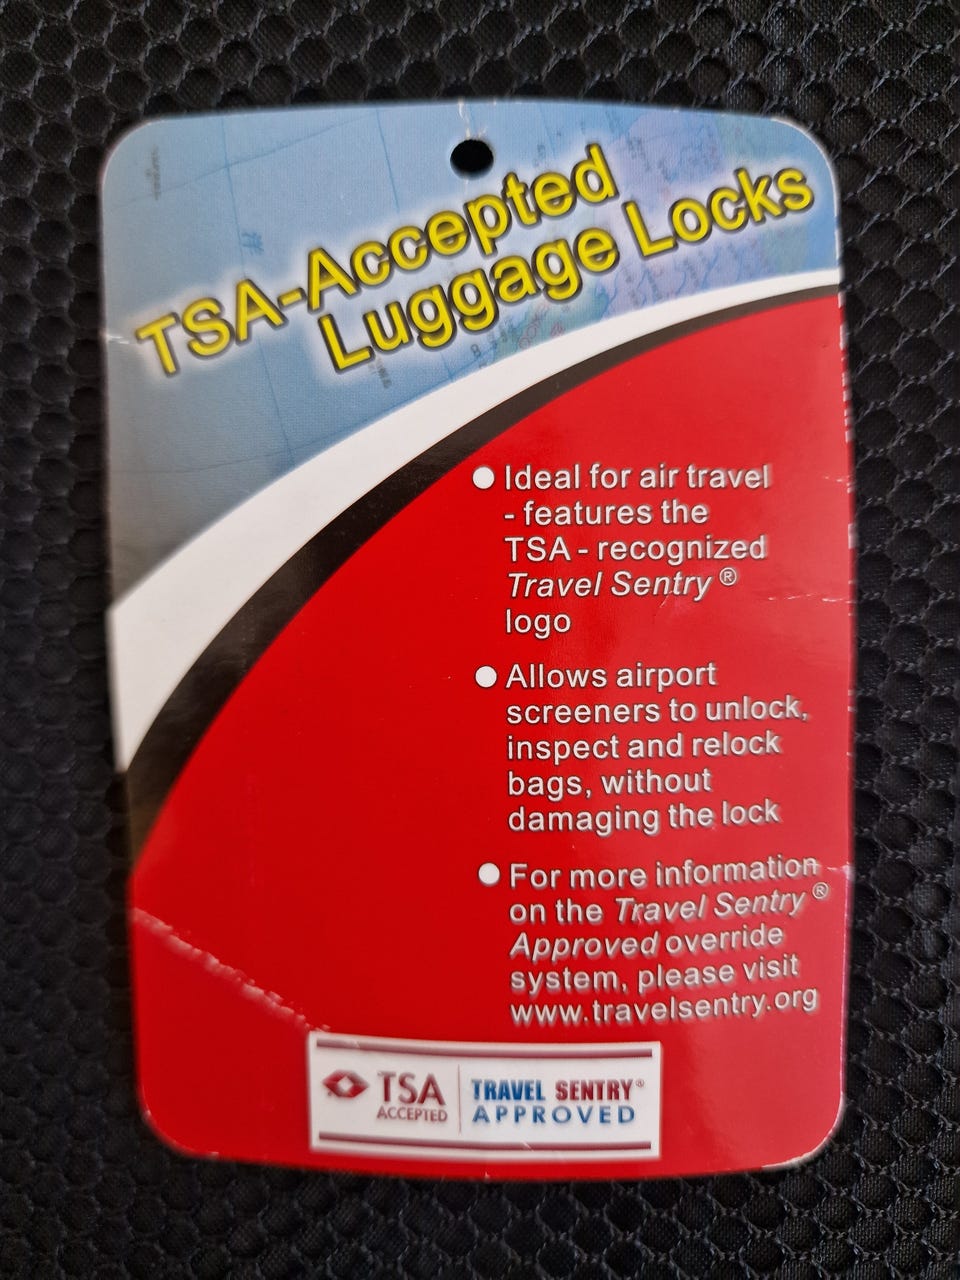 TSA-Accepted
Luggage Locks
Ideal for air travel
- features the
TSA - recognized
Travel Sentry ®
logo
Allows airport
screeners to unlock,
inspect and relock
bags, without
damaging the lock
For more information
on the Travel Sentry ®
Approved override
system, please visit
www.travelsentry.org
TSA
ACCEPTED
TRAVEL SENTRY®
APPROVED